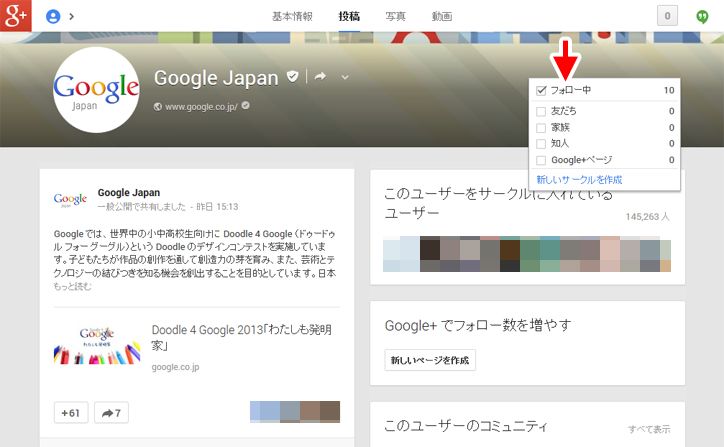 g+
基本情報 投稿 写真 動画
0
Google
Japan
Google Japan
www.google.co.jp/
フォロー中 10
友だち 0
家族 0
知人 0
Google+ページ 0
新しいサークルを作成
Google
Japan
Google Japan
一般公開で共有しました - 昨日 15:13
Googleでは、世界中の小中高校生向けに Doodle 4 Google (ドゥードゥ
ル フォー グーグル)という Doodle のデザインコンテストを実施していま
す。子どもたちが作品の創作を通して創造力の芽を育み、また、芸術とテ
クノロジーの結びつきを知る機会を創出することを目的としています。日本
もっと読む
Doodle 4 Google 2013「わたしも発明
家」
google.co.jp
+61
7
このユーザーをサークルに入れている
ユーザー
145,263 人
Google+ でフォロー数を増やす
新しいページを作成
このユーザーのコミュニティ
すべて表示